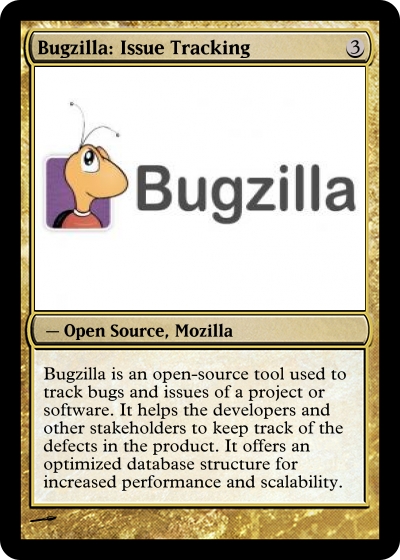 Bugzilla: Issue Tracking 3
Bugzilla
— Open Source, Mozilla
Bugzilla is an open-source tool used to
track bugs and issues of a project or
software. It helps the developers and
other stakeholders to keep track of the
defects in the product. It offers an
optimized database structure for
increased performance and scalability.